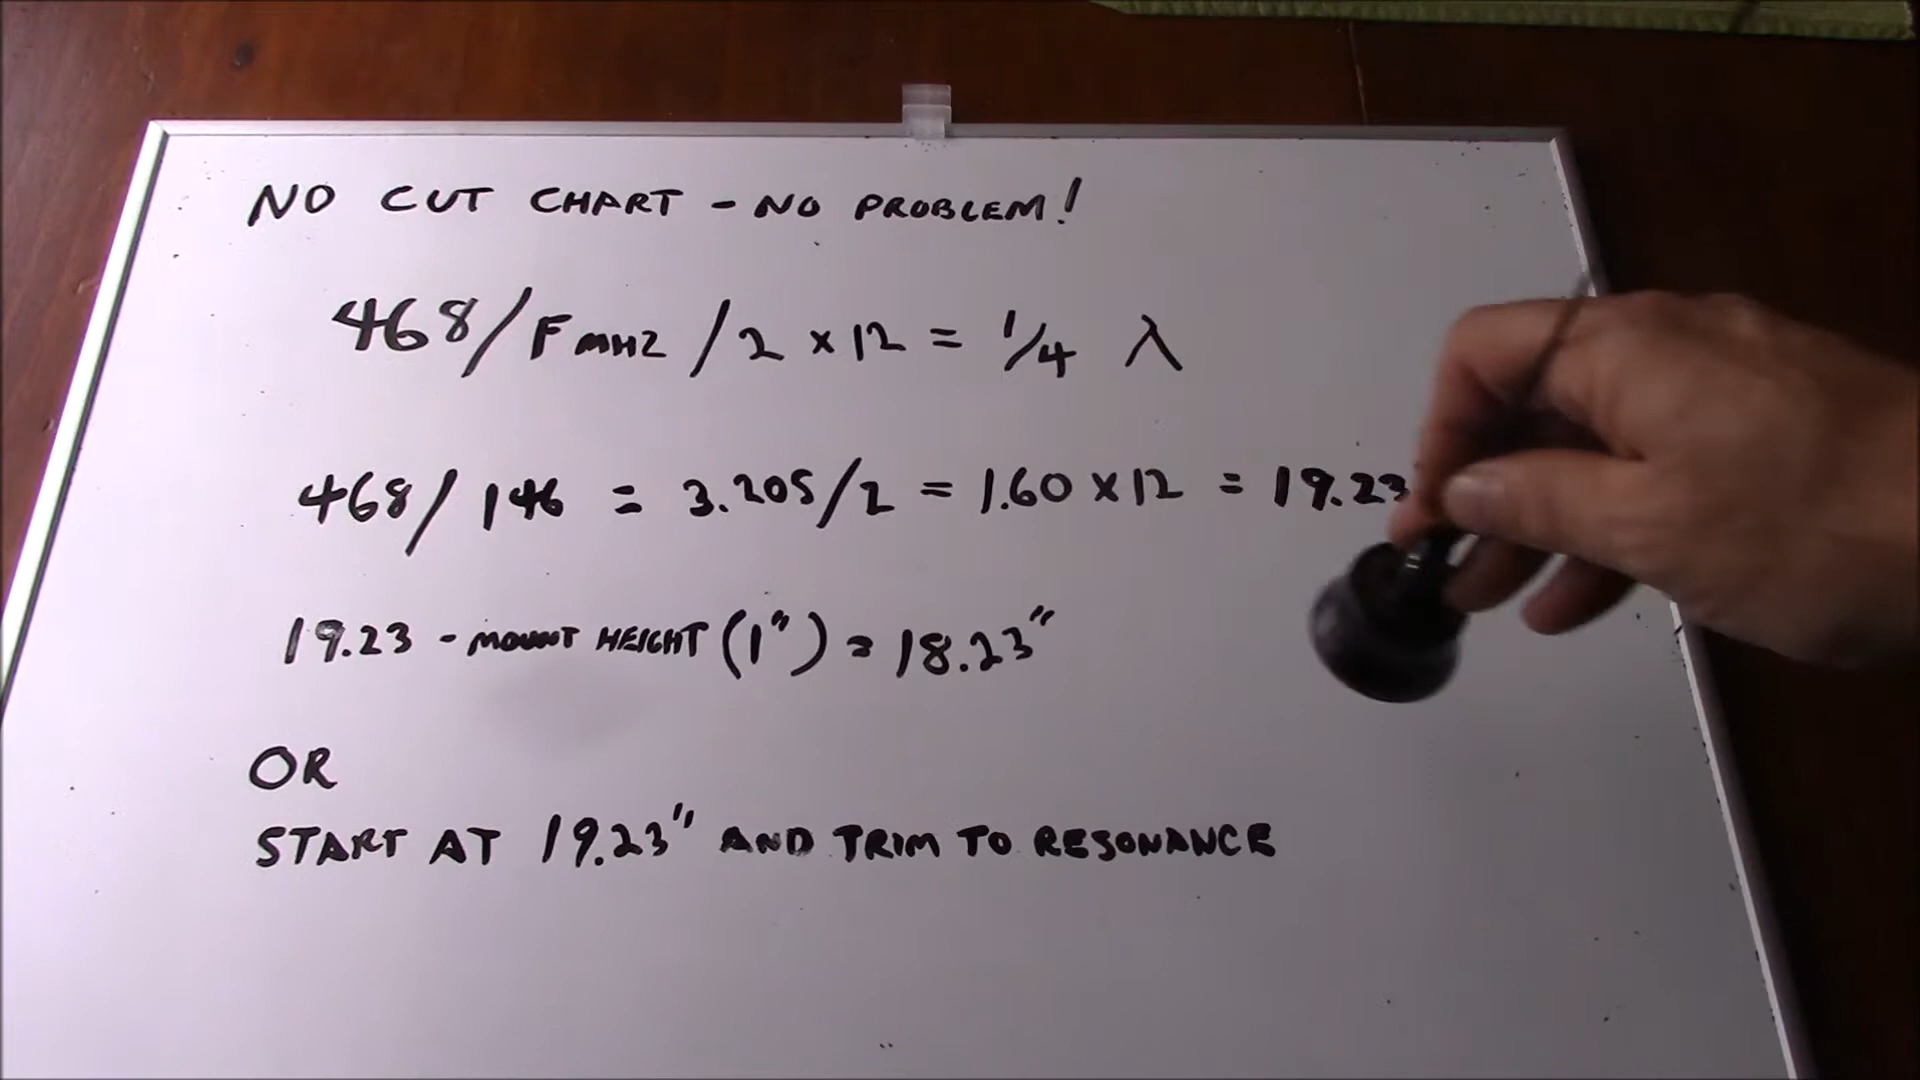 NO CUT CHART - NO PROBLEM!
468/FMHZ/2 x 12 = 1/4 λ
468/146 = 3.205/2 = 1.60 x 12 = 19.23
19.23 - MOUNT HEIGHT (1") = 18.23"
OR
START AT 19.23" AND TRIM TO RESONANCE